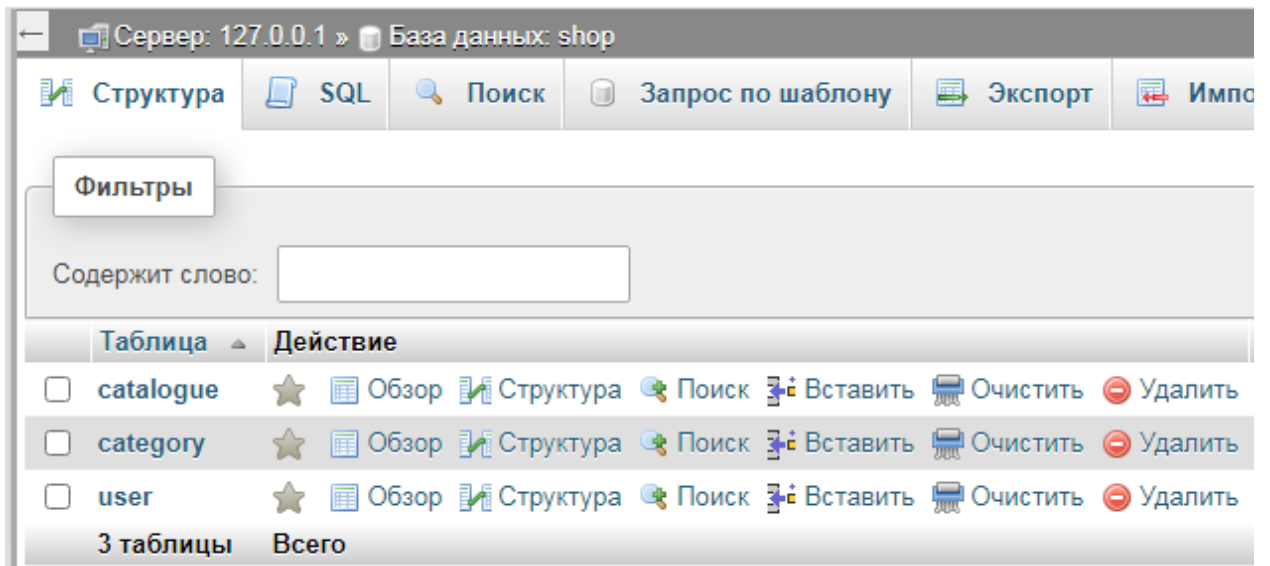 ← Сервер: 127.0.0.1 » База данных: shop
Структура SQL Поиск Запрос по шаблону Экспорт Импо
Фильтры
Содержит слово:
Таблица Действие
catalogue Обзор Структура Поиск Вставить Очистить Удалить
category Обзор Структура Поиск Вставить Очистить Удалить
user Обзор Структура Поиск Вставить Очистить Удалить
3 таблицы Всего